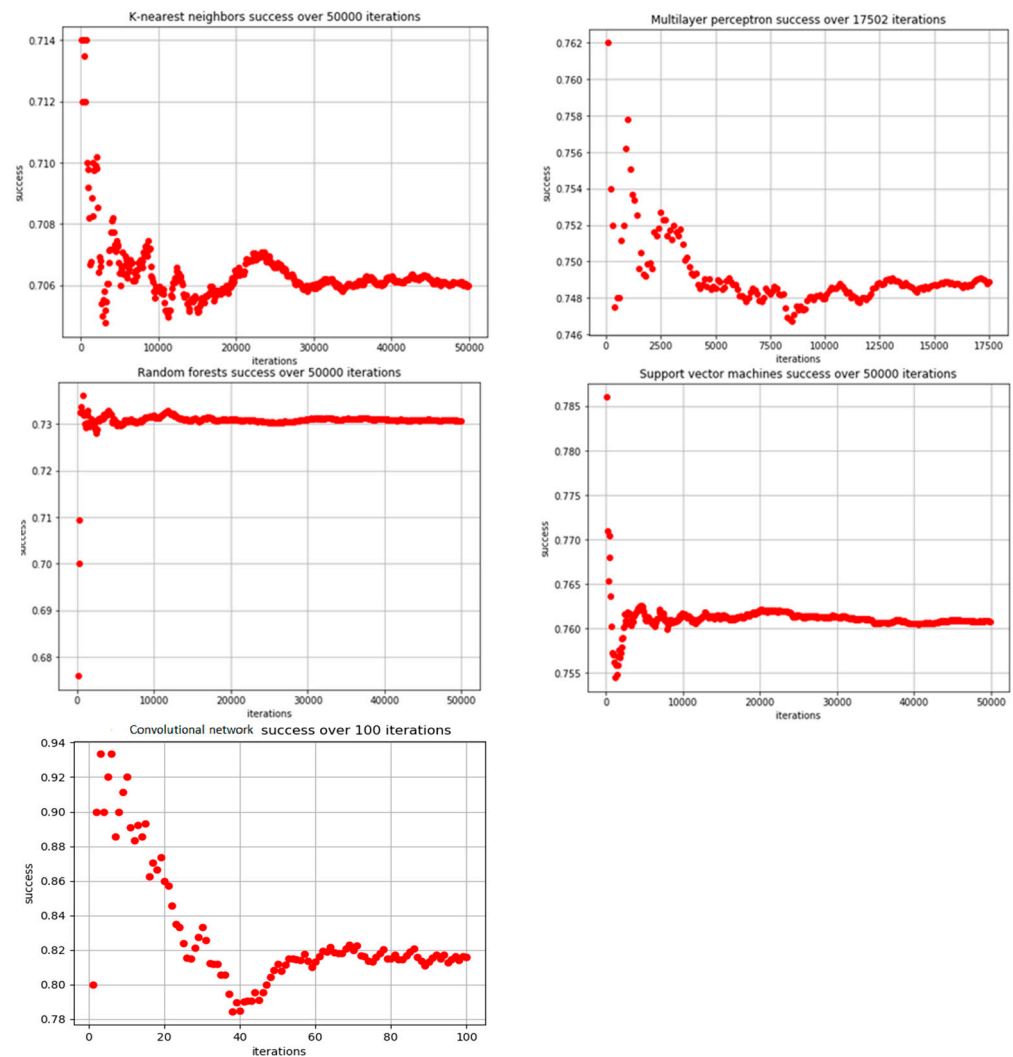 K-nearest neighbors success over 50000 iterations
0.714
0.712
0.710
0.708
0.706
success
0 10000 20000 30000 40000 50000
iterations
Multilayer perceptron success over 17502 iterations
0.762
0.760
0.758
0.756
0.754
0.752
0.750
0.748
0.746
success
0 2500 5000 7500 10000 12500 15000 17500
iterations
Random forests success over 50000 iterations
0.73
0.72
0.71
0.70
0.69
0.68
success
0 10000 20000 30000 40000 50000
iterations
Support vector machines success over 50000 iterations
0.785
0.780
0.775
0.770
0.765
0.760
0.755
success
0 10000 20000 30000 40000 50000
iterations
Convolutional network success over 100 iterations
0.94
0.92
0.90
0.88
0.86
0.84
0.82
0.80
0.78
success
0 20 40 60 80 100
iterations